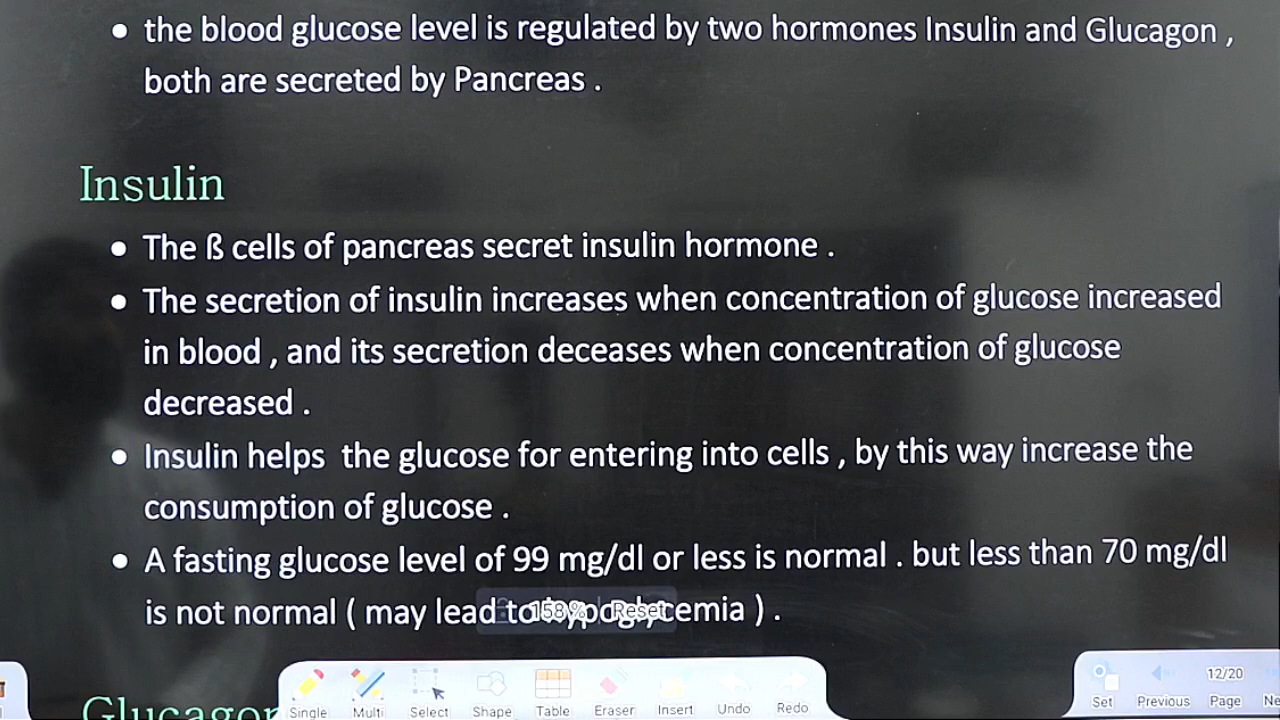 • the blood glucose level is regulated by two hormones Insulin and Glucagon ,
both are secreted by Pancreas .
Insulin
• The ß cells of pancreas secret insulin hormone .
• The secretion of insulin increases when concentration of glucose increased
in blood , and its secretion deceases when concentration of glucose
decreased .
• Insulin helps the glucose for entering into cells , by this way increase the
consumption of glucose .
• A fasting glucose level of 99 mg/dl or less is normal . but less than 70 mg/dl
is not normal ( may lead to hypoglycemia ) .
158% Reset
Glucagon
Single Multi Select Shape Table Eraser Insert Undo Redo
12/20
Set Previous Page